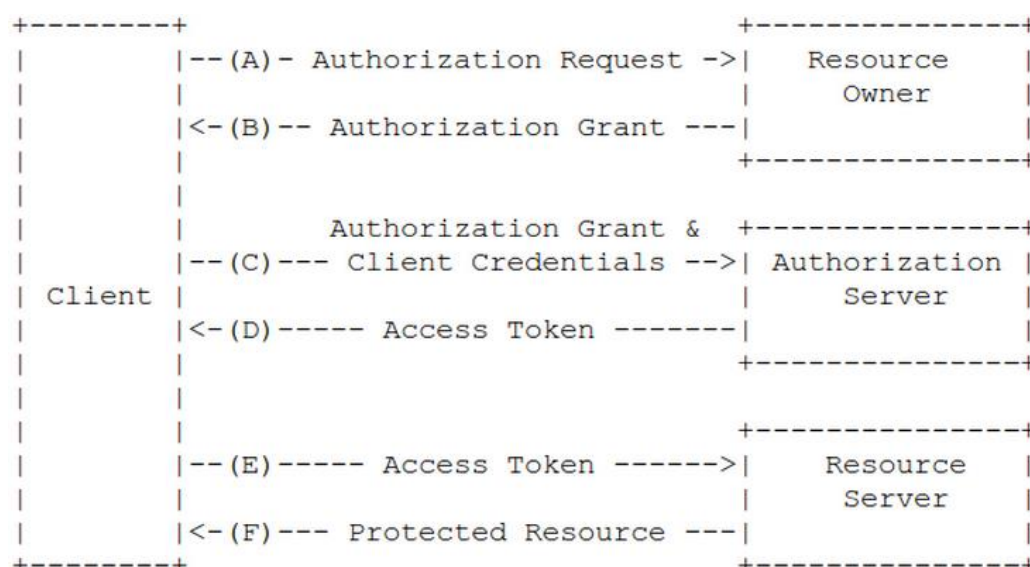 +--------+                               +---------------+
|        |--(A)- Authorization Request ->|   Resource    |
|        |                               |     Owner     |
|        |<-(B)-- Authorization Grant ---|               |
|        |                               +---------------+
|        |
|        |        Authorization Grant &  +---------------+
|        |--(C)--- Client Credentials -->| Authorization |
| Client |                               |     Server    |
|        |<-(D)----- Access Token -------|               |
|        |                               +---------------+
|        |
|        |                               +---------------+
|        |--(E)----- Access Token ------>|    Resource   |
|        |                               |     Server    |
|        |<-(F)--- Protected Resource ---|               |
+--------+                               +---------------+